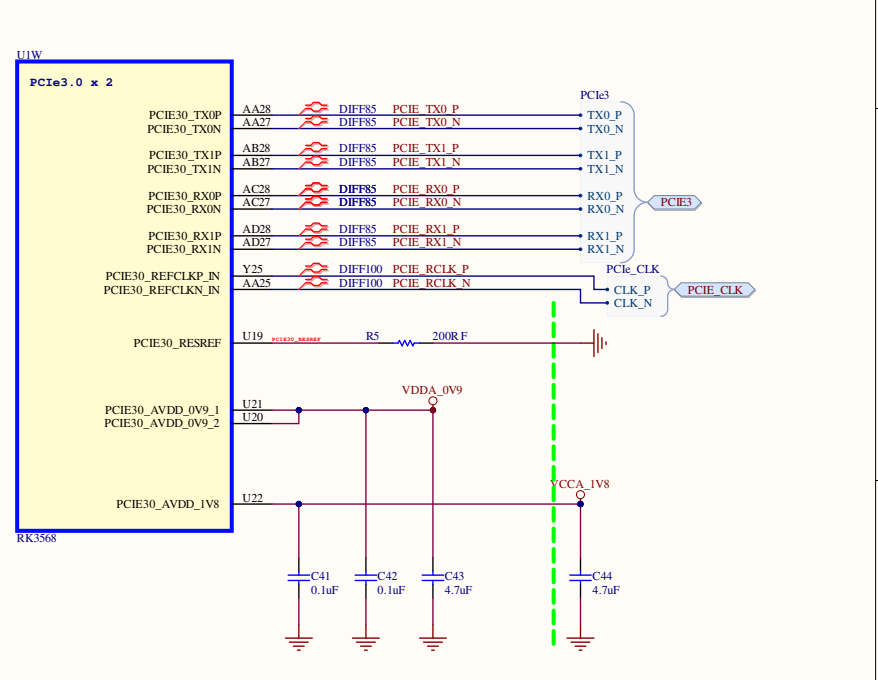 U1W
PCIe3.0 x 2
PCIe3
PCIE30_TX0P AA28 DIFF85 PCIE_TX0_P TX0_P
PCIE30_TX0N AA27 DIFF85 PCIE_TX0_N TX0_N
PCIE30_TX1P AB28 DIFF85 PCIE_TX1_P TX1_P
PCIE30_TX1N AB27 DIFF85 PCIE_TX1_N TX1_N
PCIE30_RX0P AC28 DIFF85 PCIE_RX0_P RX0_P
PCIE3
PCIE30_RX0N AC27 DIFF85 PCIE_RX0_N RX0_N
PCIE30_RX1P AD28 DIFF85 PCIE_RX1_P RX1_P
PCIE30_RX1N AD27 DIFF85 PCIE_RX1_N RX1_N
PCIe_CLK
PCIE30_REFCLKP_IN Y25 DIFF100 PCIE_RCLK_P CLK_P
PCIE_CLK
PCIE30_REFCLKN_IN AA25 DIFF100 PCIE_RCLK_N CLK_N
PCIE30_RESREF U19 PCIE30_RESREF R5 200R F
VDDA_0V9
PCIE30_AVDD_0V9_1 U21
PCIE30_AVDD_0V9_2 U20
VCCA_1V8
PCIE30_AVDD_1V8 U22
RK3568
C41 C42 C43 C44
0.1uF 0.1uF 4.7uF 4.7uF